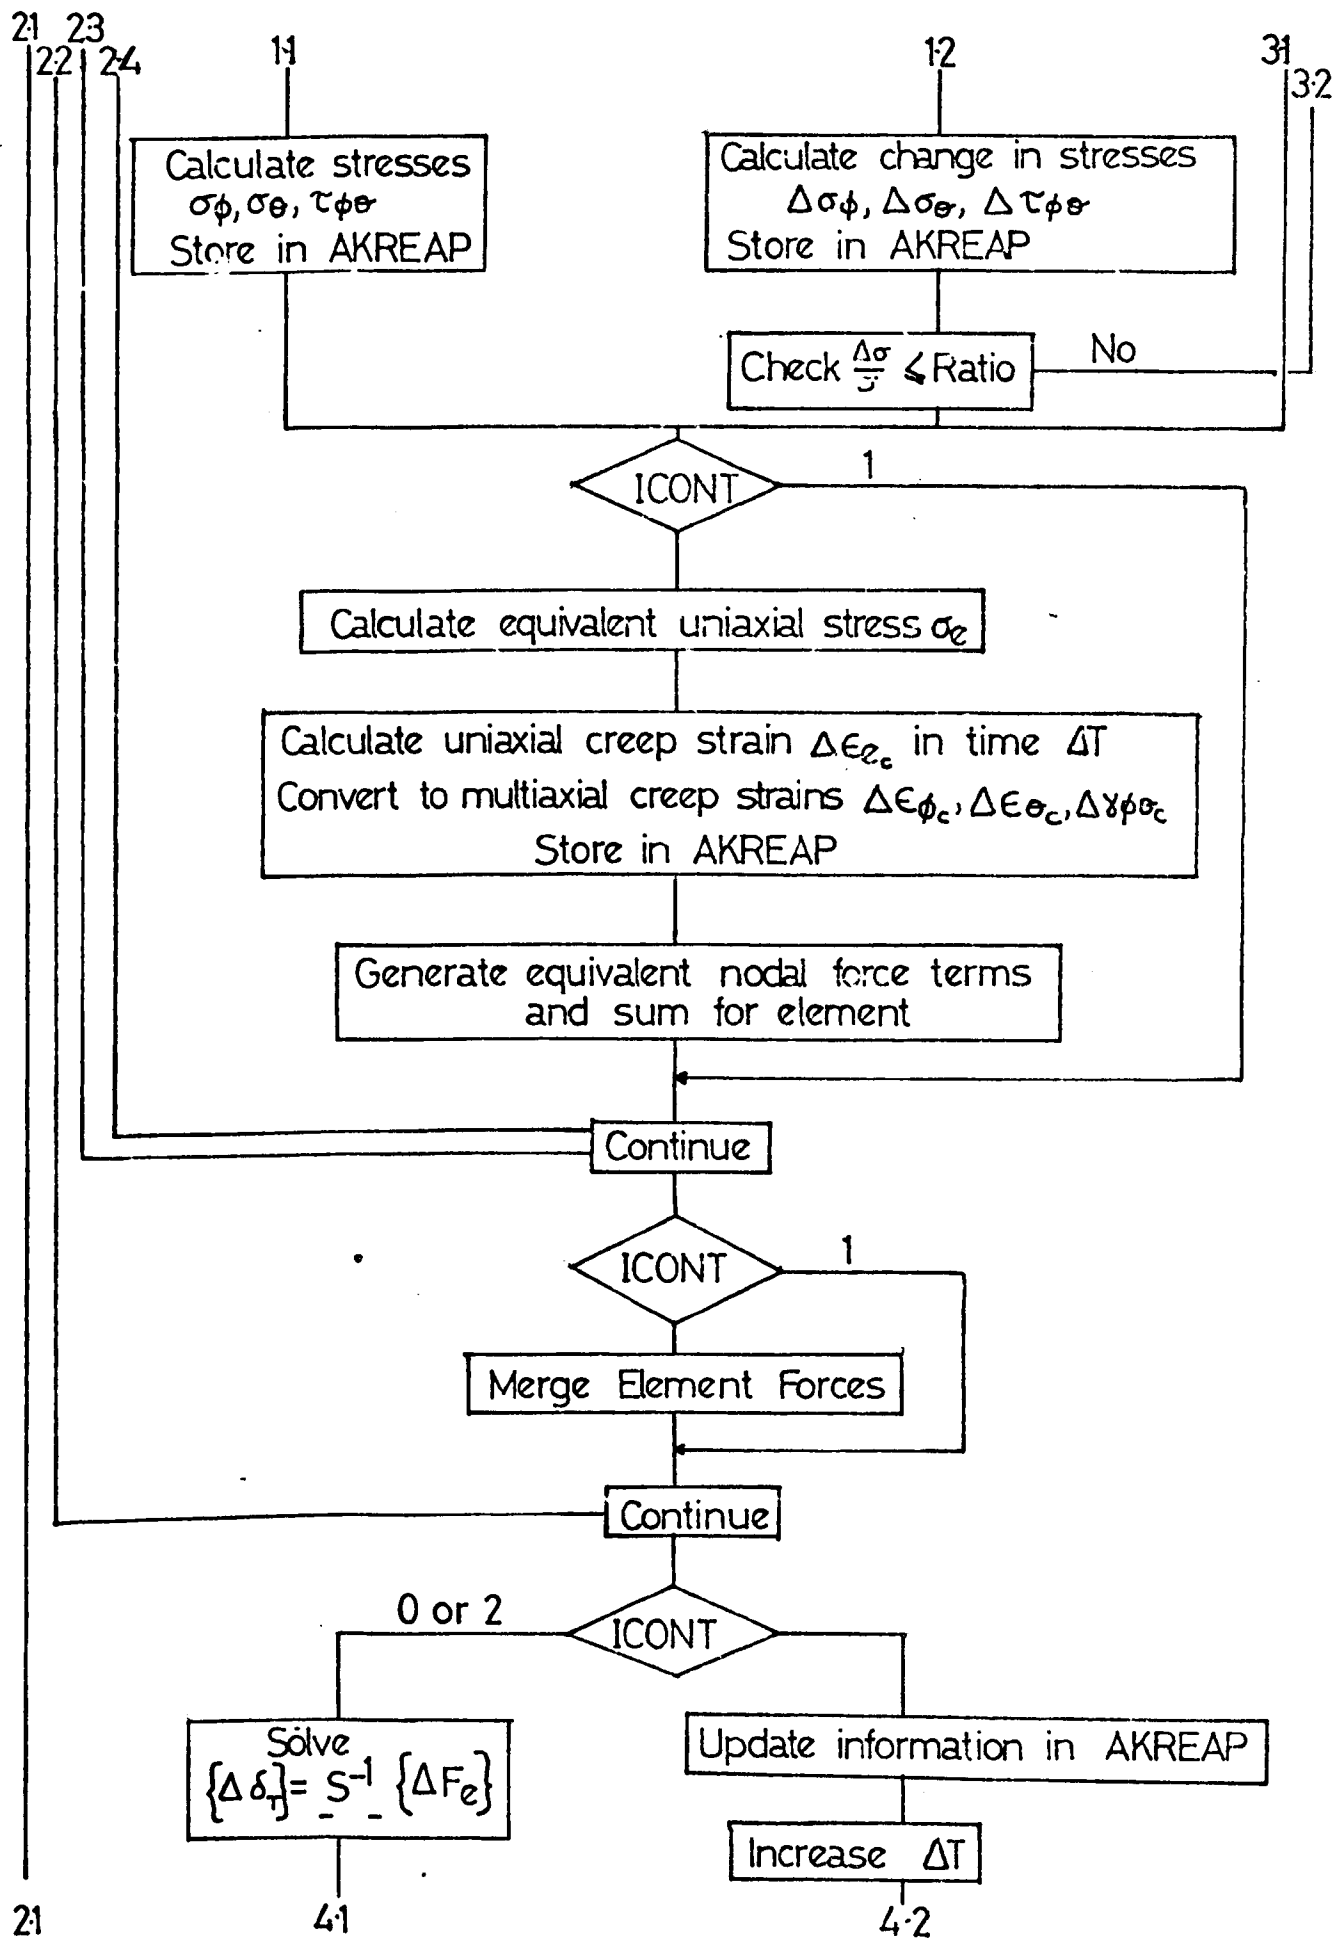 2·1 2·3
2·2 2·4 1·1 1·2 3·1
3·2
Calculate stresses
σϕ, σθ, τϕθ
Store in AKREAP
Calculate change in stresses
Δσϕ, Δσθ, Δτϕθ
Store in AKREAP
Check Δσ/σ ⩽ Ratio
No
ICONT
1
Calculate equivalent uniaxial stress σe
Calculate uniaxial creep strain Δϵec in time ΔT
Convert to multiaxial creep strains Δϵϕc, Δϵθc, Δγϕθc
Store in AKREAP
Generate equivalent nodal force terms
and sum for element
Continue
ICONT
1
Merge Element Forces
Continue
0 or 2
ICONT
Solve
{Δ δT} = S⁻¹ {ΔFe}
Update information in AKREAP
Increase ΔT
2·1 4·1 4·2